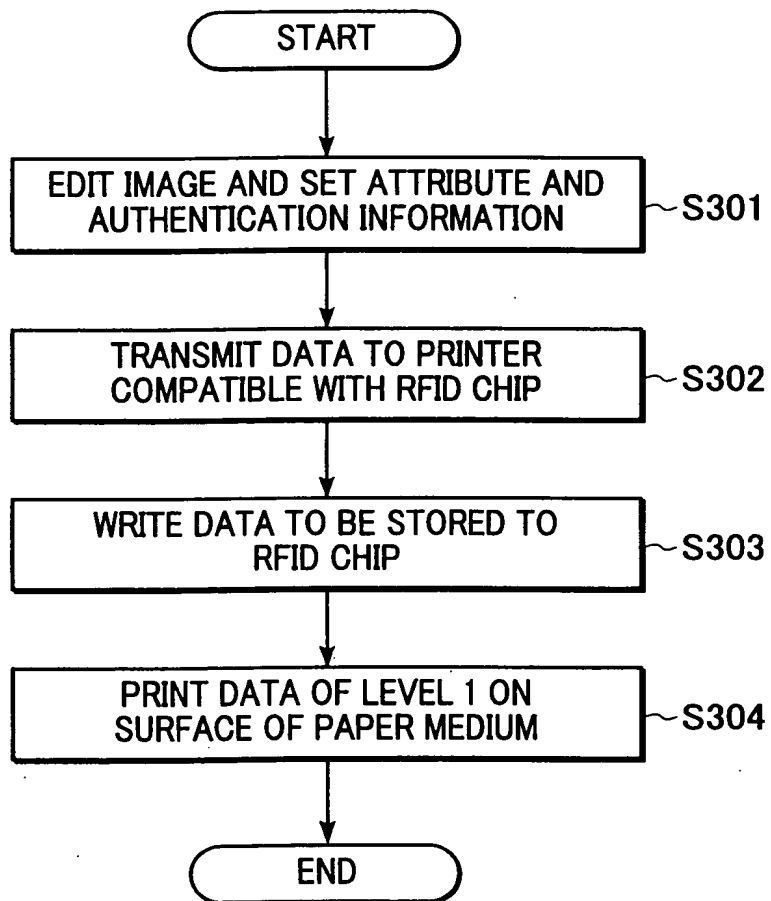 START
EDIT IMAGE AND SET ATTRIBUTE AND
AUTHENTICATION INFORMATION
S301
TRANSMIT DATA TO PRINTER
COMPATIBLE WITH RFID CHIP
S302
WRITE DATA TO BE STORED TO
RFID CHIP
S303
PRINT DATA OF LEVEL 1 ON
SURFACE OF PAPER MEDIUM
S304
END